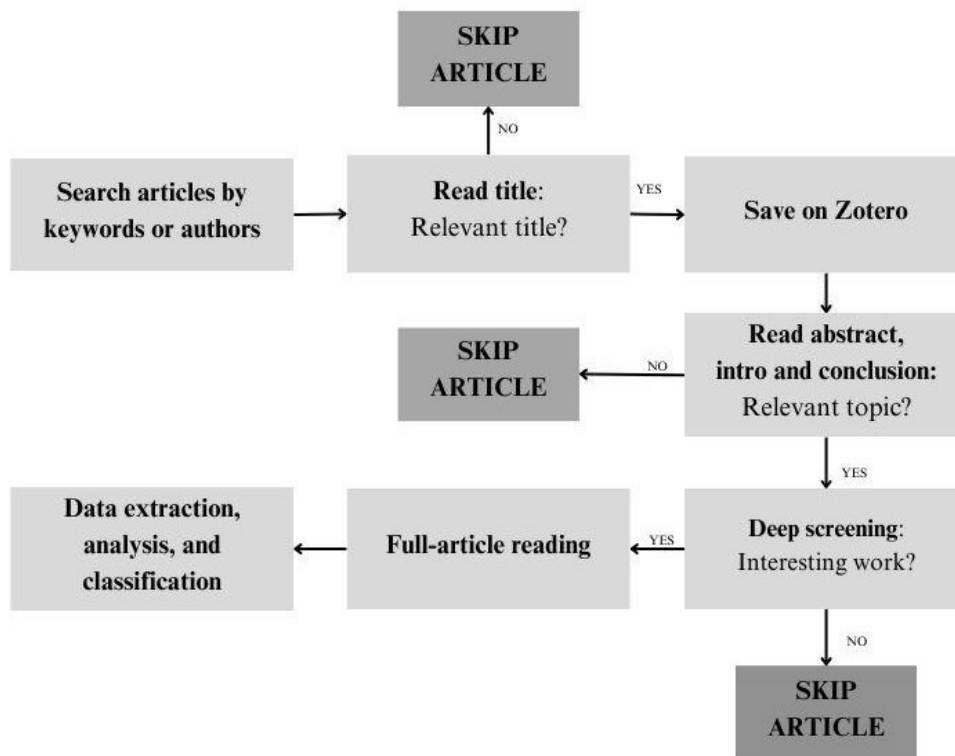 SKIP
ARTICLE
NO
Search articles by
keywords or authors
Read title:
Relevant title?
YES
Save on Zotero
Read abstract,
intro and conclusion:
Relevant topic?
NO
SKIP
ARTICLE
YES
Deep screening:
Interesting work?
YES
Full-article reading
Data extraction,
analysis, and
classification
NO
SKIP
ARTICLE